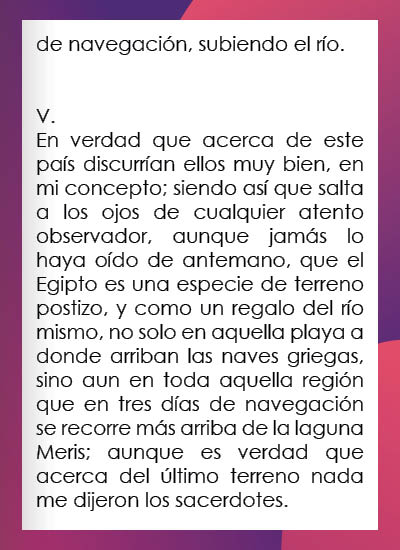 de navegación, subiendo el río.
V.
En verdad que acerca de este
país discurrían ellos muy bien, en
mi concepto; siendo así que salta
a los ojos de cualquier atento
observador, aunque jamás lo
haya oído de antemano, que el
Egipto es una especie de terreno
postizo, y como un regalo del río
mismo, no solo en aquella playa a
donde arriban las naves griegas,
sino aun en toda aquella región
que en tres días de navegación
se recorre más arriba de la laguna
Meris; aunque es verdad que
acerca del último terreno nada
me dijeron los sacerdotes.